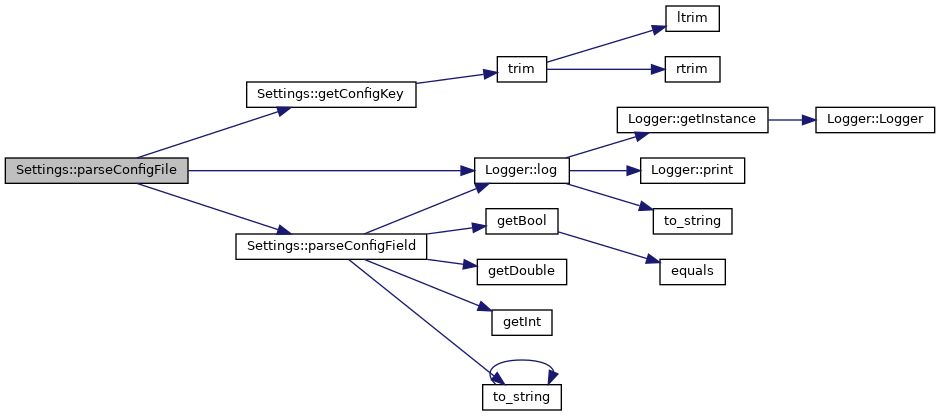 ltrim
trim
rtrim
Settings::getConfigKey
Logger::getInstance
Logger::Logger
Settings::parseConfigFile
Logger::log
Logger::print
getBool
to_string
Settings::parseConfigField
getDouble
equals
getInt
to_string